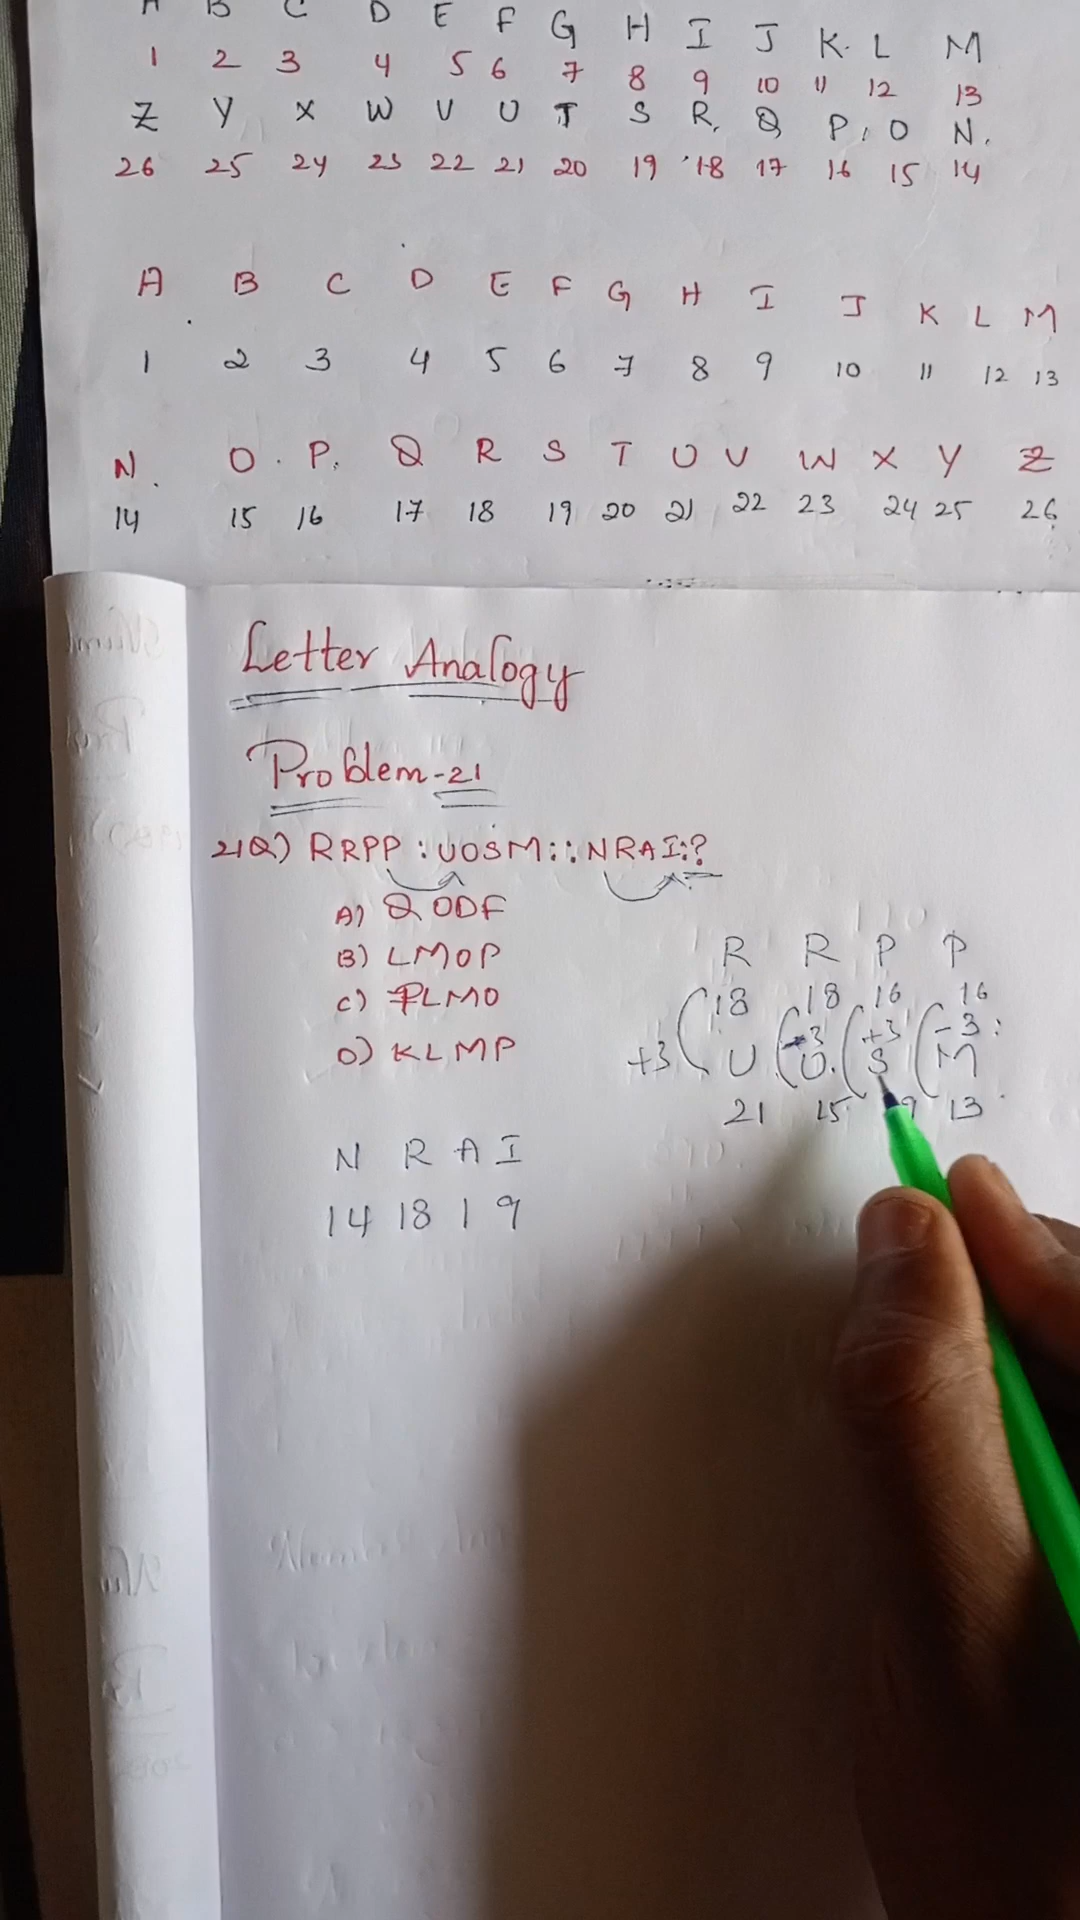 A B C D E F G H I J K. L M
1 2 3 4 5 6 7 8 9 10 11 12 13
Z Y X W V U T S R, Q P, O N.
26 25 24 23 22 21 20 19 18 17 16 15 14
A B C D E F G H I J K L M
1 2 3 4 5 6 7 8 9 10 11 12 13
N. O. P. Q R S T U V W X Y Z
14 15 16 17 18 19 20 21 22 23 24 25 26
Letter Analogy
Problem-21
21Q) RRPP : UOSM :: NRAI:?
A) QODF
B) LMOP
C) PLMO
D) KLMP
R R P P
18 18 16 16
+3 -3 +3 -3 :
U O. S M
21 15 9 13
N R A I
14 18 1 9